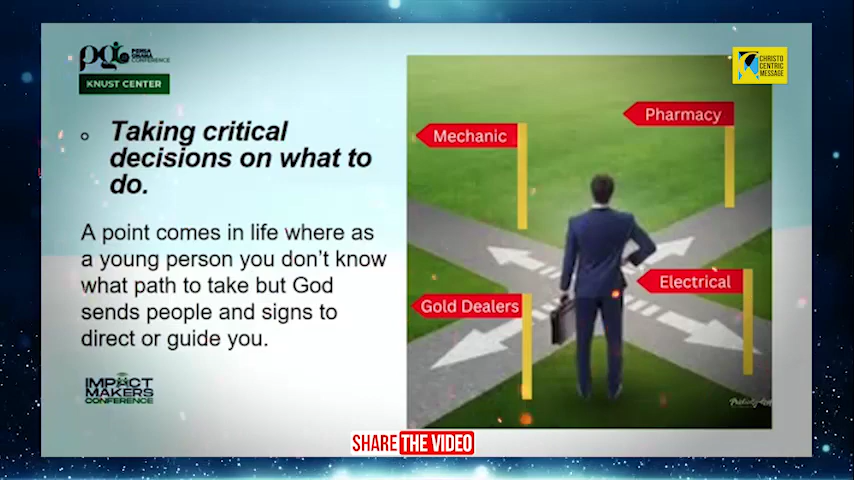 pg
PENSA
GHANA
CONFERENCE
KNUST CENTER
CHRISTO
CENTRIC
MESSAGE
Taking critical
decisions on what to
do.
A point comes in life where as
a young person you don't know
what path to take but God
sends people and signs to
direct or guide you.
Mechanic
Pharmacy
Gold Dealers
Electrical
IMPACT
MAKERS
CONFERENCE
SHARE THE VIDEO